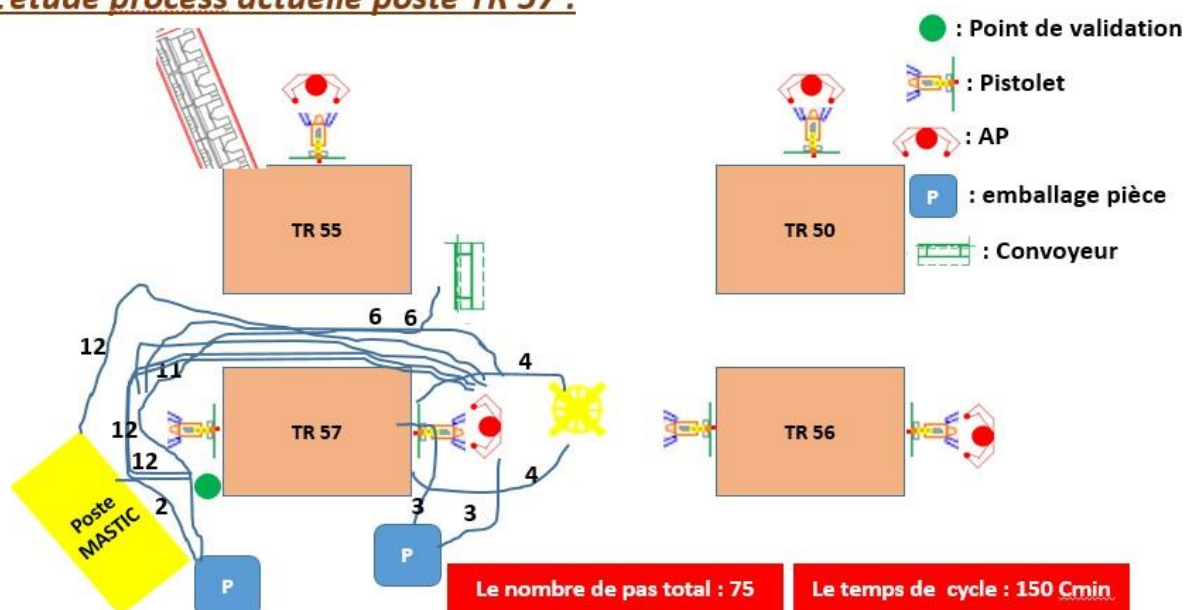 l'étude process actuelle poste TR 57 :
: Point de validation
: Pistolet
: AP
P : emballage pièce
: Convoyeur
TR 55
TR 50
6 6
12
4
11
TR 57
TR 56
12
12
4
2
3
3
Poste
MASTIC
P
P
Le nombre de pas total : 75
Le temps de cycle : 150 Cmin